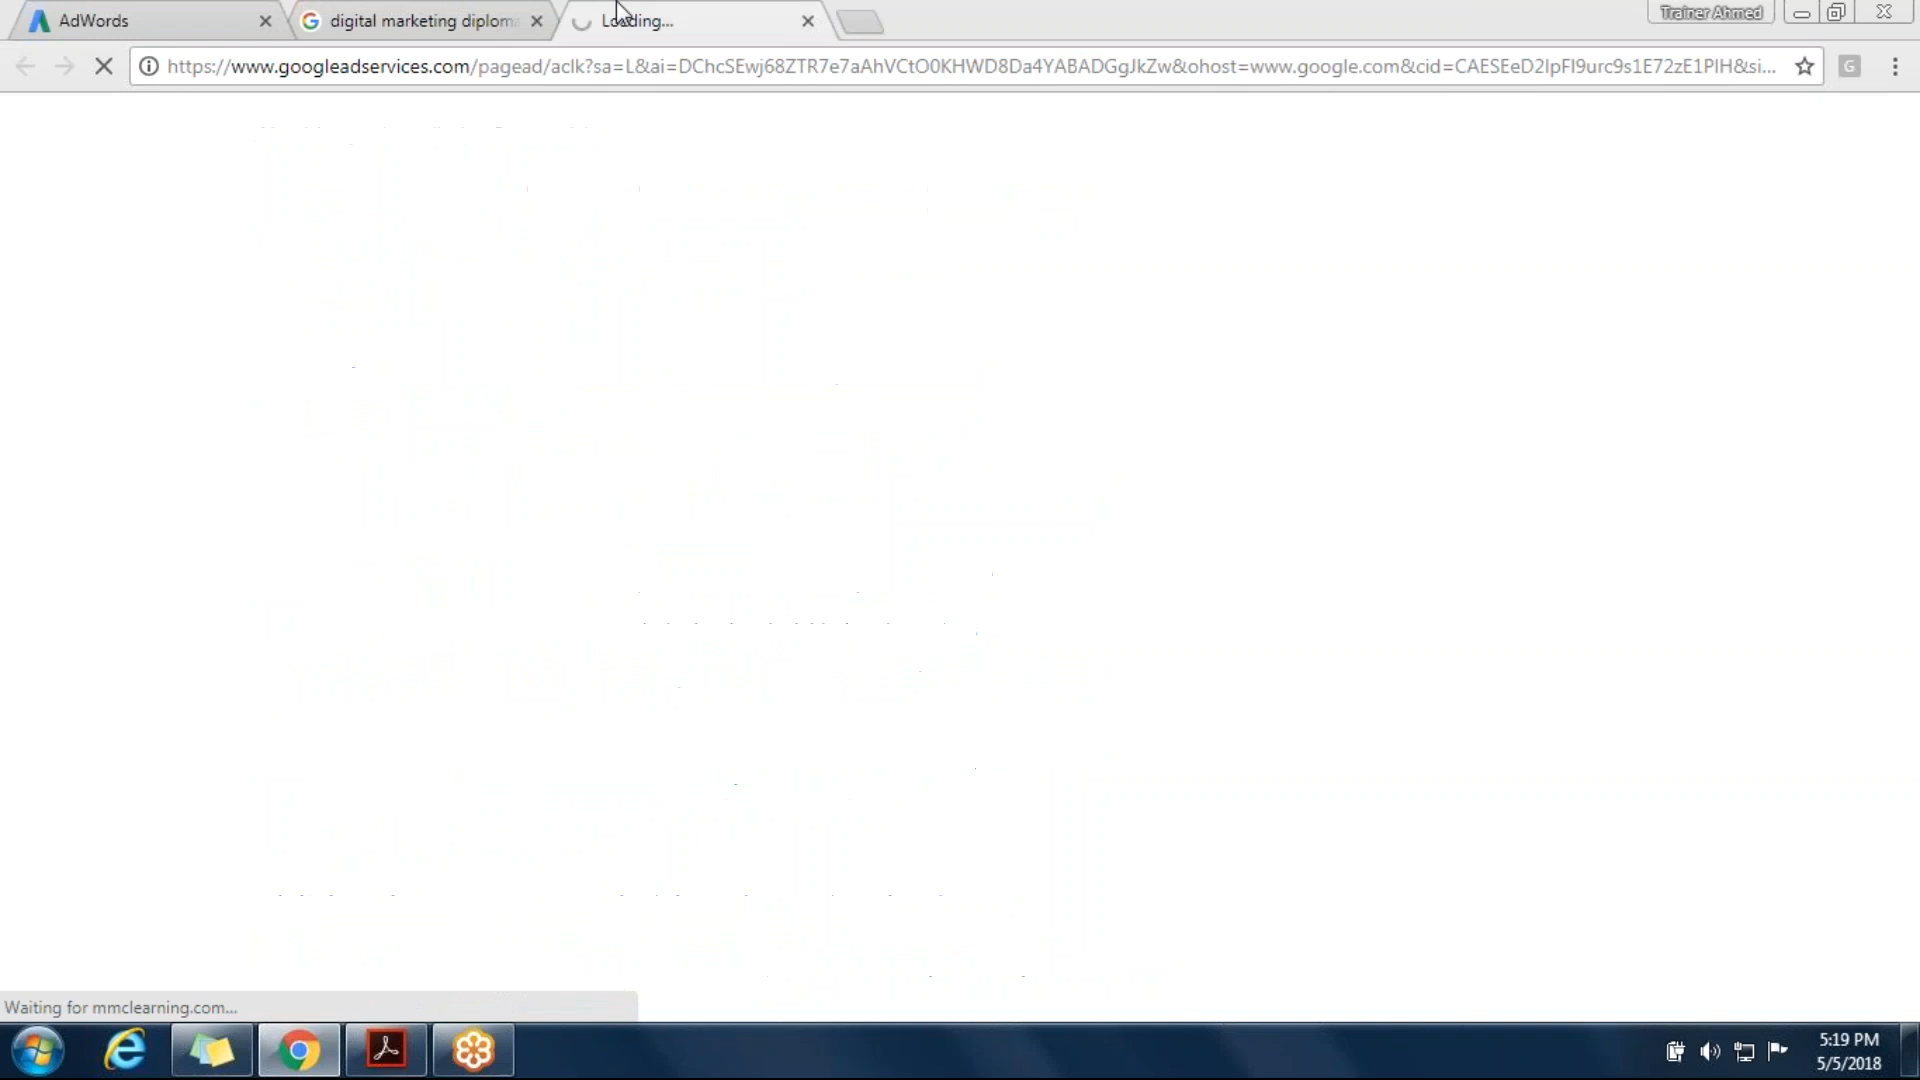 AdWords
digital marketing diplom
Loading...
Trainer Ahmed
https://www.googleadservices.com/pagead/aclk?sa=L&ai=DChcSEwj68ZTR7e7aAhVCtO0KHWD8Da4YABADGgJkZw&ohost=www.google.com&cid=CAESEeD2IpFI9urc9s1E72zE1PlH&si...
G
Waiting for mmclearning.com...
5:19 PM
5/5/2018